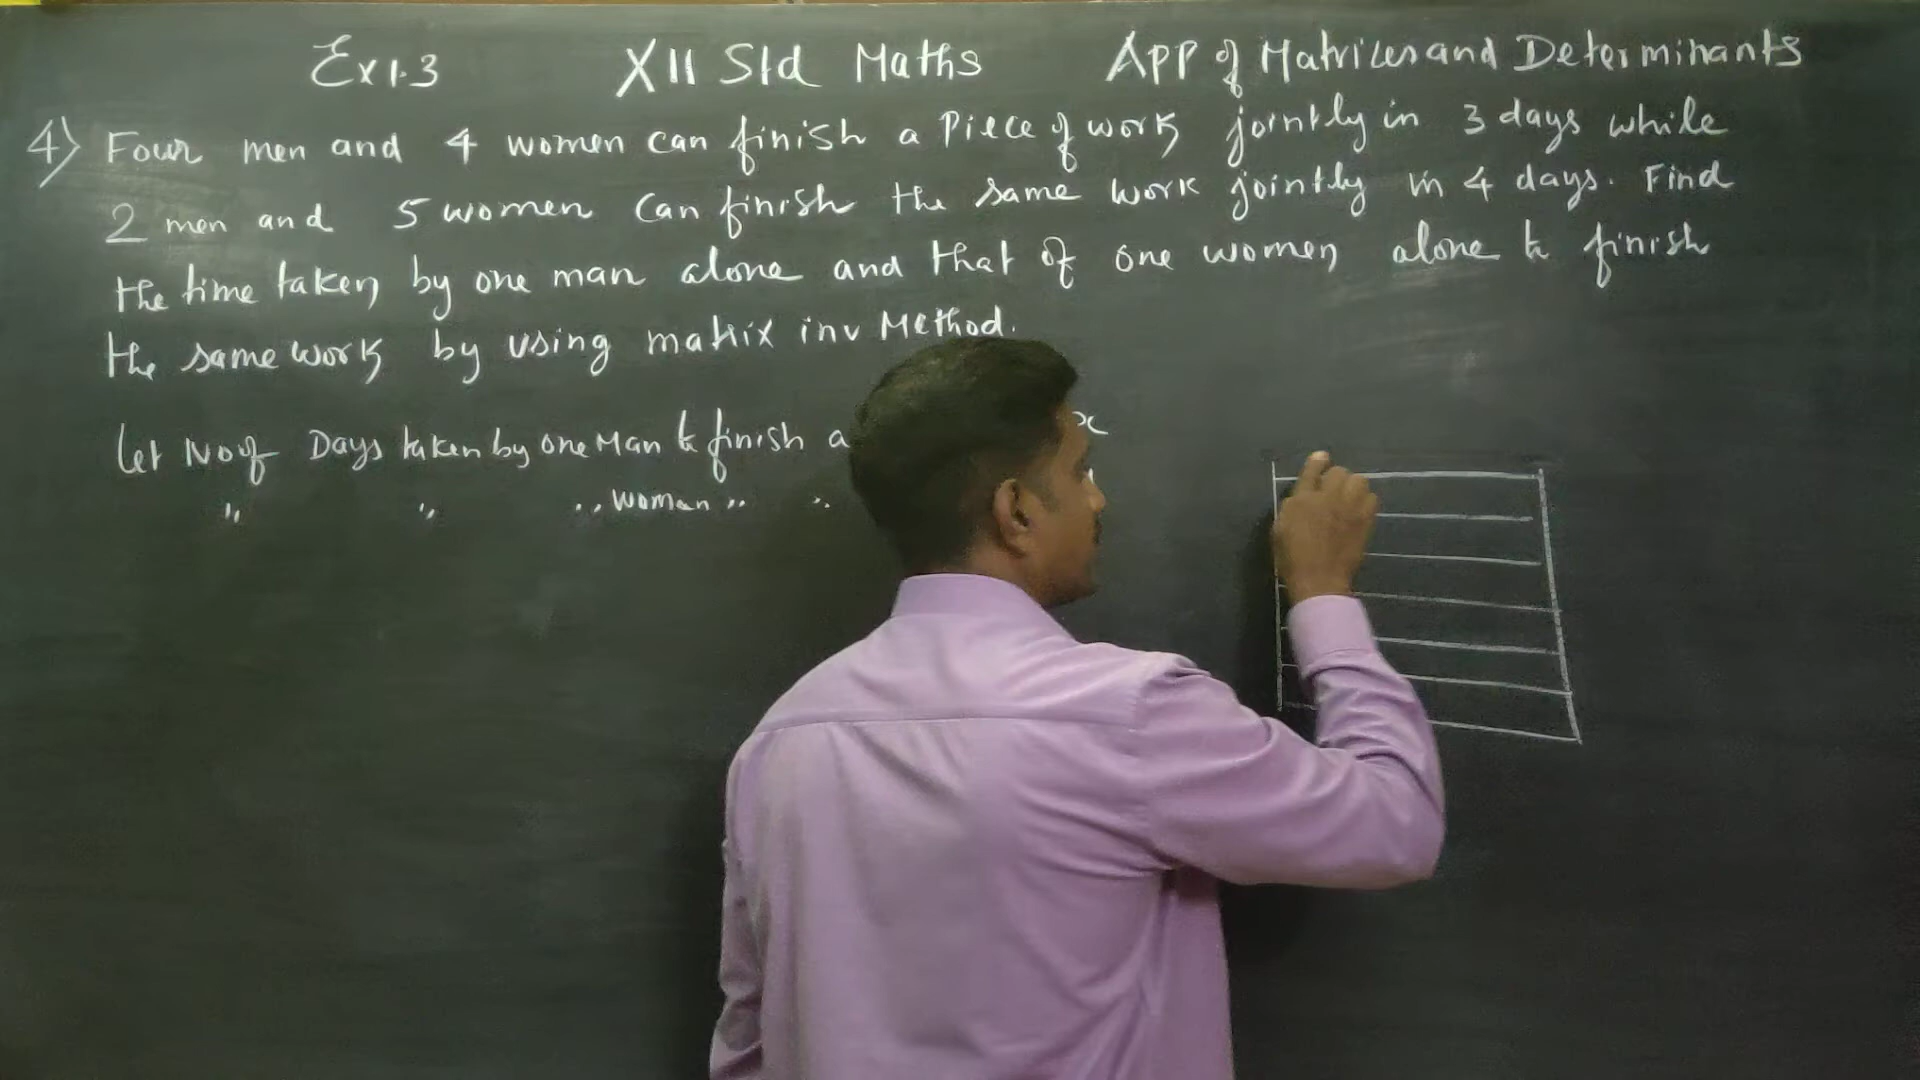 Ex 1.3 XII Std Maths App of Matrices and Determinants
4) Four men and 4 women can finish a piece of work jointly in 3 days while
2 men and 5 women can finish the same work jointly in 4 days. Find
the time taken by one man alone and that of one women alone to finish
the same work by using matrix inv Method.
Let No of Days taken by one Man to finish a x
" " " woman " "